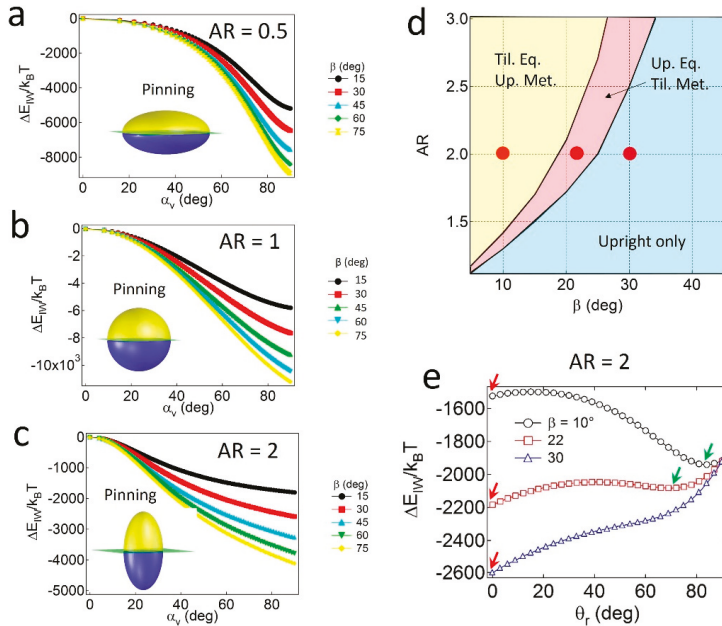 a
AR = 0.5
Pinning
β (deg)
15
30
45
60
75
0
-2000
-4000
-6000
-8000
ΔE_IW/k_BT
0 20 40 60 80
α_v (deg)
b
AR = 1
Pinning
β (deg)
15
30
45
60
75
0
-2
-4
-6
-8
-10x10³
ΔE_IW/k_BT
0 20 40 60 80
α_v (deg)
c
AR = 2
Pinning
β (deg)
15
30
45
60
75
0
-1000
-2000
-3000
-4000
-5000
ΔE_IW/k_BT
0 20 40 60 80
α_v (deg)
d
3.0
2.5
2.0
1.5
AR
Til. Eq.
Up. Met.
Up. Eq.
Til. Met.
Upright only
10 20 30 40
β (deg)
e
AR = 2
-1600
-1800
-2000
-2200
-2400
-2600
ΔE_IW/k_BT
β = 10°
22
30
0 20 40 60 80
θ_r (deg)